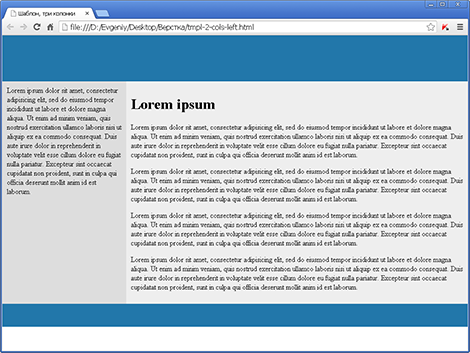 Шаблон, три колонки
file:///D:/Evgeniy/Desktop/Верстка/tmpl-2-cols-left.html
Lorem ipsum dolor sit amet, consectetur
adipisicing elit, sed do eiusmod tempor
incididunt ut labore et dolore magna
aliqua. Ut enim ad minim veniam, quis
nostrud exercitation ullamco laboris nisi ut
aliquip ex ea commodo consequat. Duis
aute irure dolor in reprehenderit in
voluptate velit esse cillum dolore eu fugiat
nulla pariatur. Excepteur sint occaecat
cupidatat non proident, sunt in culpa qui
officia deserunt mollit anim id est
laborum.
Lorem ipsum
Lorem ipsum dolor sit amet, consectetur adipisicing elit, sed do eiusmod tempor incididunt ut labore et dolore magna
aliqua. Ut enim ad minim veniam, quis nostrud exercitation ullamco laboris nisi ut aliquip ex ea commodo consequat. Duis
aute irure dolor in reprehenderit in voluptate velit esse cillum dolore eu fugiat nulla pariatur. Excepteur sint occaecat
cupidatat non proident, sunt in culpa qui officia deserunt mollit anim id est laborum.
Lorem ipsum dolor sit amet, consectetur adipisicing elit, sed do eiusmod tempor incididunt ut labore et dolore magna
aliqua. Ut enim ad minim veniam, quis nostrud exercitation ullamco laboris nisi ut aliquip ex ea commodo consequat. Duis
aute irure dolor in reprehenderit in voluptate velit esse cillum dolore eu fugiat nulla pariatur. Excepteur sint occaecat
cupidatat non proident, sunt in culpa qui officia deserunt mollit anim id est laborum.
Lorem ipsum dolor sit amet, consectetur adipisicing elit, sed do eiusmod tempor incididunt ut labore et dolore magna
aliqua. Ut enim ad minim veniam, quis nostrud exercitation ullamco laboris nisi ut aliquip ex ea commodo consequat. Duis
aute irure dolor in reprehenderit in voluptate velit esse cillum dolore eu fugiat nulla pariatur. Excepteur sint occaecat
cupidatat non proident, sunt in culpa qui officia deserunt mollit anim id est laborum.
Lorem ipsum dolor sit amet, consectetur adipisicing elit, sed do eiusmod tempor incididunt ut labore et dolore magna
aliqua. Ut enim ad minim veniam, quis nostrud exercitation ullamco laboris nisi ut aliquip ex ea commodo consequat. Duis
aute irure dolor in reprehenderit in voluptate velit esse cillum dolore eu fugiat nulla pariatur. Excepteur sint occaecat
cupidatat non proident, sunt in culpa qui officia deserunt mollit anim id est laborum.